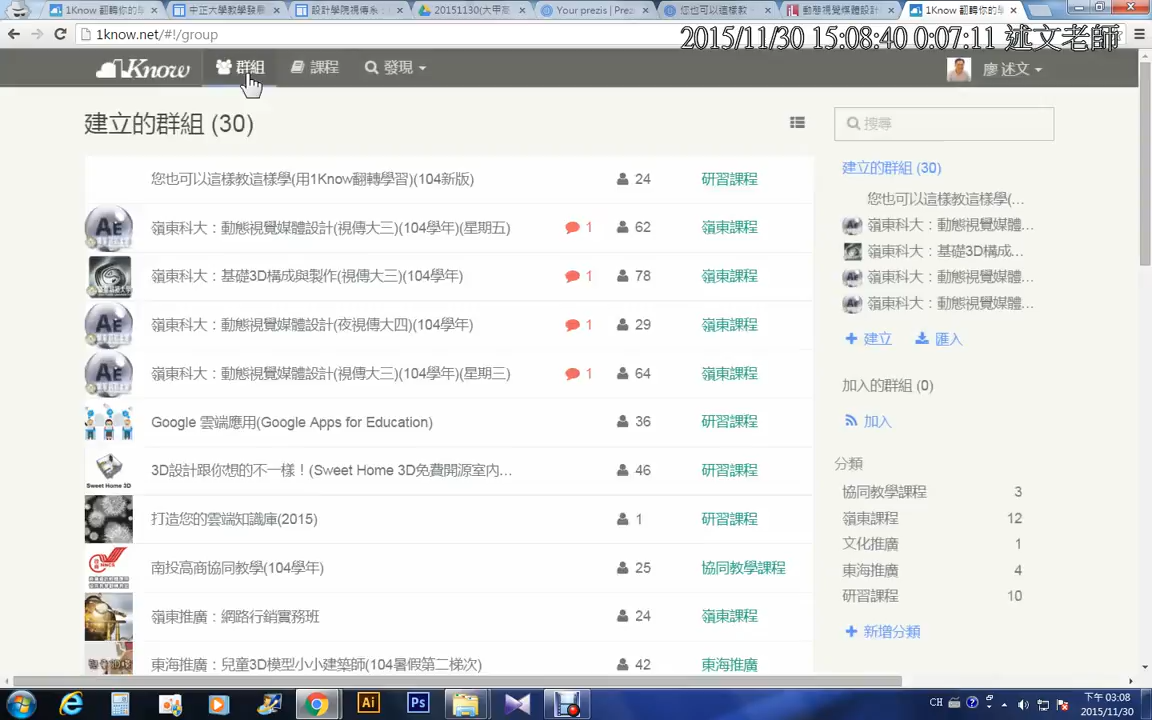 1Know 翻轉你的學
中正大學教學發展
設計學院視傳系:
20151130(大甲
Your prezis | Prez
您也可以這樣教
動態視覺媒體設計
1Know 翻轉你的學
1know.net/#!/group
2015/11/30 15:08:40 0:07:11 述文老師
1Know
群組
課程
發現
廖 述文
建立的群組 (30)
您也可以這樣教這樣學(用1Know翻轉學習)(104新版) 24 研習課程
嶺東科大：動態視覺媒體設計(視傳大三)(104學年)(星期五) 1 62 嶺東課程
嶺東科大：基礎3D構成與製作(視傳大三)(104學年) 1 78 嶺東課程
嶺東科大：動態視覺媒體設計(夜視傳大四)(104學年) 1 29 嶺東課程
嶺東科大：動態視覺媒體設計(視傳大三)(104學年)(星期三) 1 64 嶺東課程
Google 雲端應用(Google Apps for Education) 36 研習課程
Sweet Home 3D
3D設計跟你想的不一樣！(Sweet Home 3D免費開源室內... 46 研習課程
打造您的雲端知識庫(2015) 1 研習課程
南投高商協同教學(104學年) 25 協同教學課程
嶺東推廣：網路行銷實務班 24 嶺東課程
東海推廣：兒童3D模型小小建築師(104暑假第二梯次) 42 東海推廣
搜尋
建立的群組 (30)
您也可以這樣教這樣學(...
嶺東科大：動態視覺媒體...
嶺東科大：基礎3D構成...
嶺東科大：動態視覺媒體...
嶺東科大：動態視覺媒體...
建立 匯入
加入的群組 (0)
加入
分類
協同教學課程 3
嶺東課程 12
文化推廣 1
東海推廣 4
研習課程 10
新增分類
Ai
Ps
CH
下午 03:08
2015/11/30